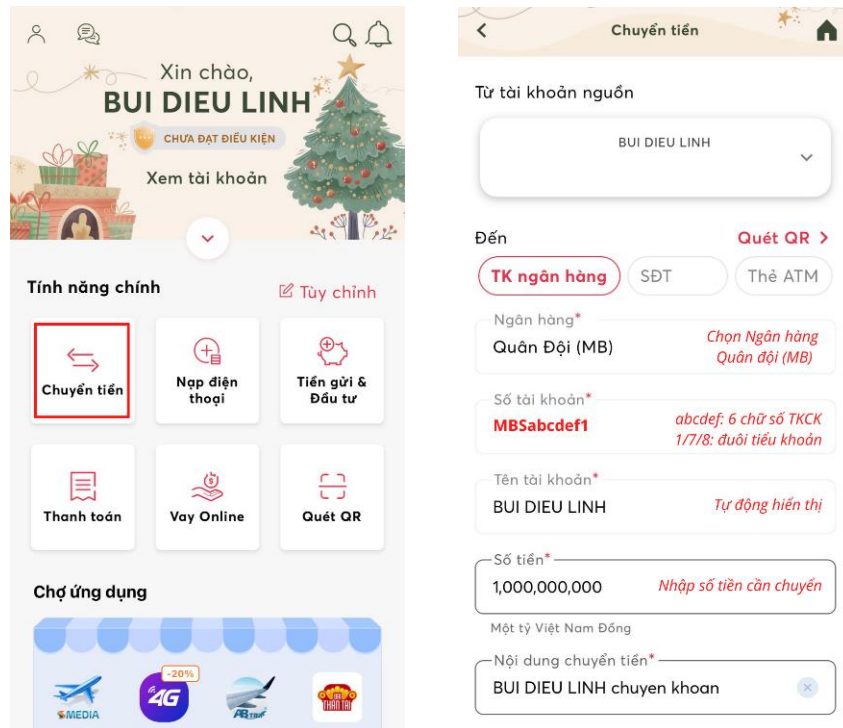 Xin chào,
BUI DIEU LINH
CHƯA ĐẠT ĐIỀU KIỆN
Xem tài khoản
Tính năng chính
Tùy chỉnh
Chuyển tiền
Nạp điện
thoại
Tiền gửi &
Đầu tư
Thanh toán
Vay Online
Quét QR
Chợ ứng dụng
SMEDIA
-20%
4G
ABTRIP
THẦN TÀI
Chuyển tiền
Từ tài khoản nguồn
BUI DIEU LINH
Đến
Quét QR >
TK ngân hàng
SĐT
Thẻ ATM
Ngân hàng*
Quân Đội (MB)
Chọn Ngân hàng
Quân đội (MB)
Số tài khoản*
MBSabcdef1
abcdef: 6 chữ số TKCK
1/7/8: đuôi tiểu khoản
Tên tài khoản*
BUI DIEU LINH
Tự động hiển thị
Số tiền*
1,000,000,000
Nhập số tiền cần chuyển
Một tỷ Việt Nam Đồng
Nội dung chuyển tiền*
BUI DIEU LINH chuyen khoan